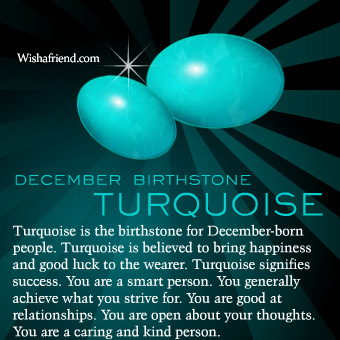 Wishafriend.com
DECEMBER BIRTHSTONE
TURQUOISE
Turquoise is the birthstone for December-born
people. Turquoise is believed to bring happiness
and good luck to the wearer. Turquoise signifies
success. You are a smart person. You generally
achieve what you strive for. You are good at
relationships. You are open about your thoughts.
You are a caring and kind person.